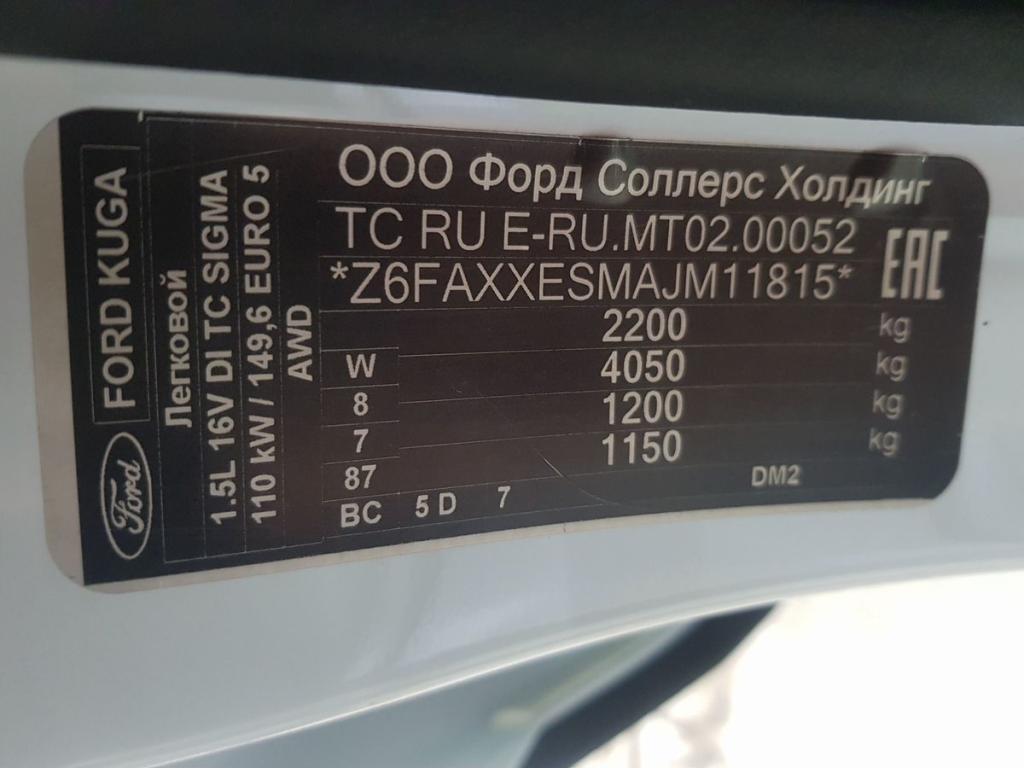 Ford
FORD KUGA
Легковой
1.5L 16V DI TC SIGMA
110 kW / 149,6 EURO 5
AWD
ООО Форд Соллерс Холдинг
TC RU E-RU.MT02.00052
*Z6FAXXESMAJM11815*
EAC
2200 kg
W 4050 kg
8 1200 kg
7 1150 kg
87 DM2
BC 5 D 7